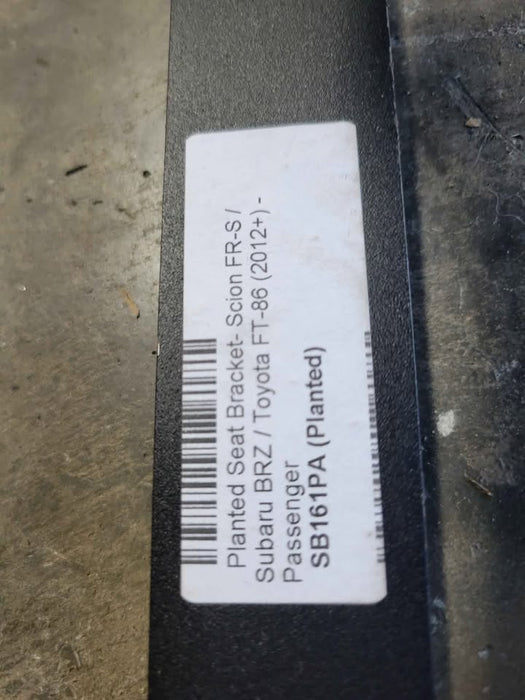 Planted Seat Bracket- Scion FR-S /
Subaru BRZ / Toyota FT-86 (2012+) -
Passenger
SB161PA (Planted)